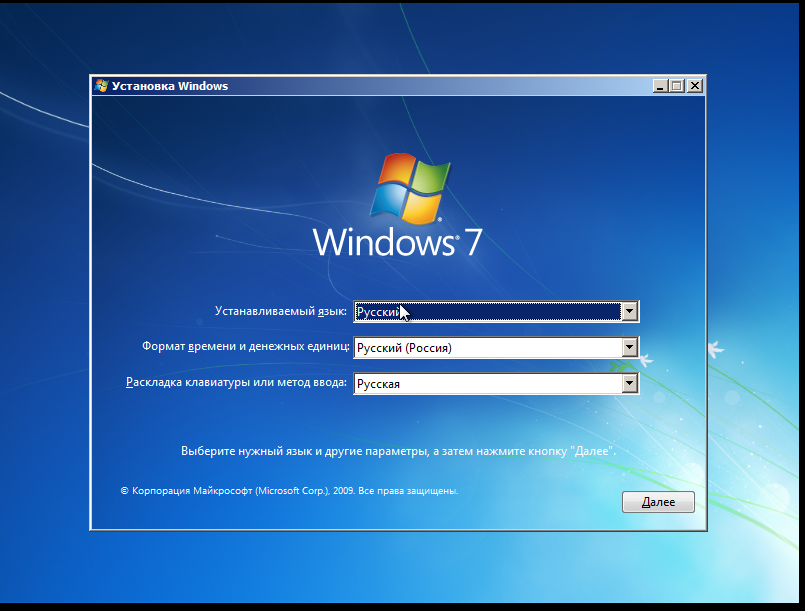 Установка Windows
Windows® 7
Устанавливаемый язык: Русский
Формат времени и денежных единиц: Русский (Россия)
Раскладка клавиатуры или метод ввода: Русская
Выберите нужный язык и другие параметры, а затем нажмите кнопку "Далее".
© Корпорация Майкрософт (Microsoft Corp.), 2009. Все права защищены.
Далее